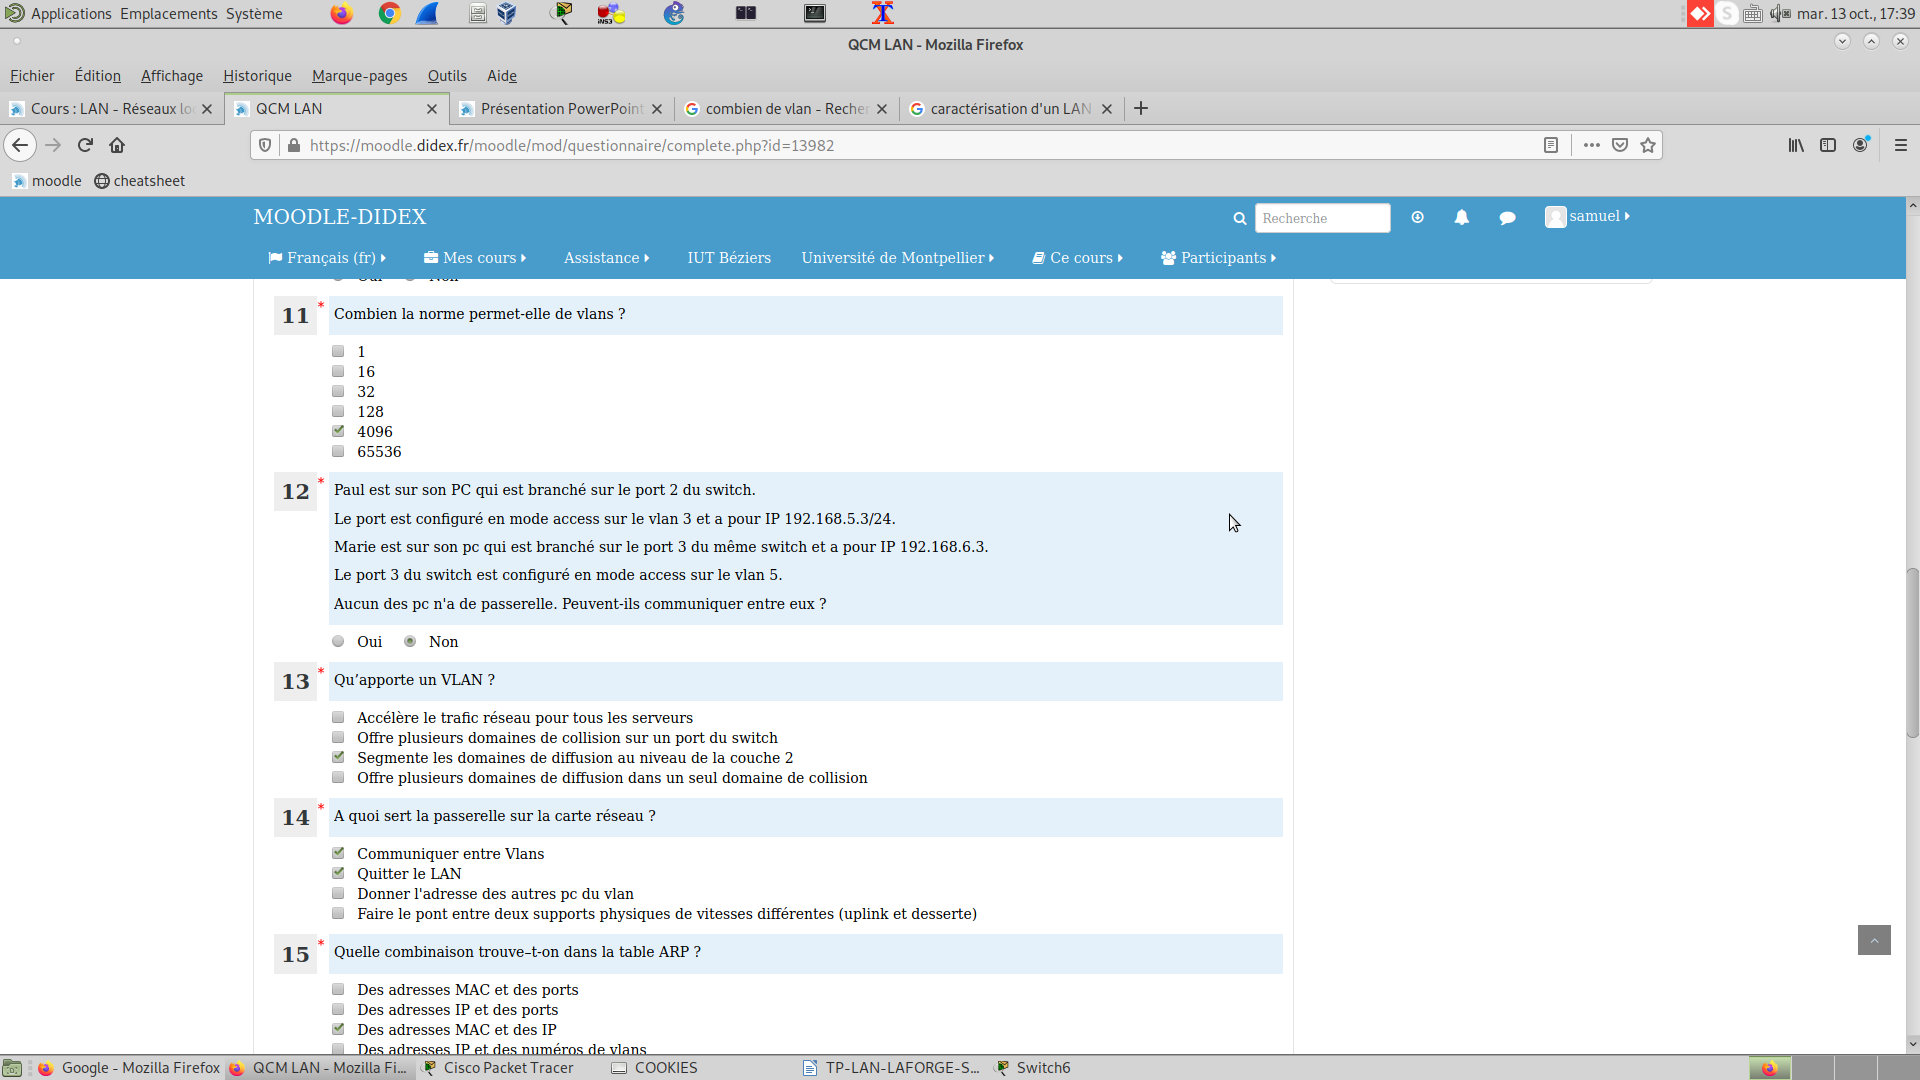 Applications Emplacements Système
mar. 13 oct., 17:39
QCM LAN - Mozilla Firefox
Fichier Édition Affichage Historique Marque-pages Outils Aide
Cours : LAN - Réseaux lo
QCM LAN
Présentation PowerPoint
combien de vlan - Recher
caractérisation d'un LAN
https://moodle.didex.fr/moodle/mod/questionnaire/complete.php?id=13982
moodle cheatsheet
MOODLE-DIDEX
Recherche
samuel
Français (fr) Mes cours Assistance IUT Béziers Université de Montpellier Ce cours Participants
Oui Non
11 * Combien la norme permet-elle de vlans ?
1
16
32
128
4096
65536
12 * Paul est sur son PC qui est branché sur le port 2 du switch.
Le port est configuré en mode access sur le vlan 3 et a pour IP 192.168.5.3/24.
Marie est sur son pc qui est branché sur le port 3 du même switch et a pour IP 192.168.6.3.
Le port 3 du switch est configuré en mode access sur le vlan 5.
Aucun des pc n'a de passerelle. Peuvent-ils communiquer entre eux ?
Oui Non
13 * Qu’apporte un VLAN ?
Accélère le trafic réseau pour tous les serveurs
Offre plusieurs domaines de collision sur un port du switch
Segmente les domaines de diffusion au niveau de la couche 2
Offre plusieurs domaines de diffusion dans un seul domaine de collision
14 * A quoi sert la passerelle sur la carte réseau ?
Communiquer entre Vlans
Quitter le LAN
Donner l'adresse des autres pc du vlan
Faire le pont entre deux supports physiques de vitesses différentes (uplink et desserte)
15 * Quelle combinaison trouve–t-on dans la table ARP ?
Des adresses MAC et des ports
Des adresses IP et des ports
Des adresses MAC et des IP
Des adresses IP et des numéros de vlans
Google - Mozilla Firefox
QCM LAN - Mozilla Fi...
Cisco Packet Tracer
COOKIES
TP-LAN-LAFORGE-S...
Switch6